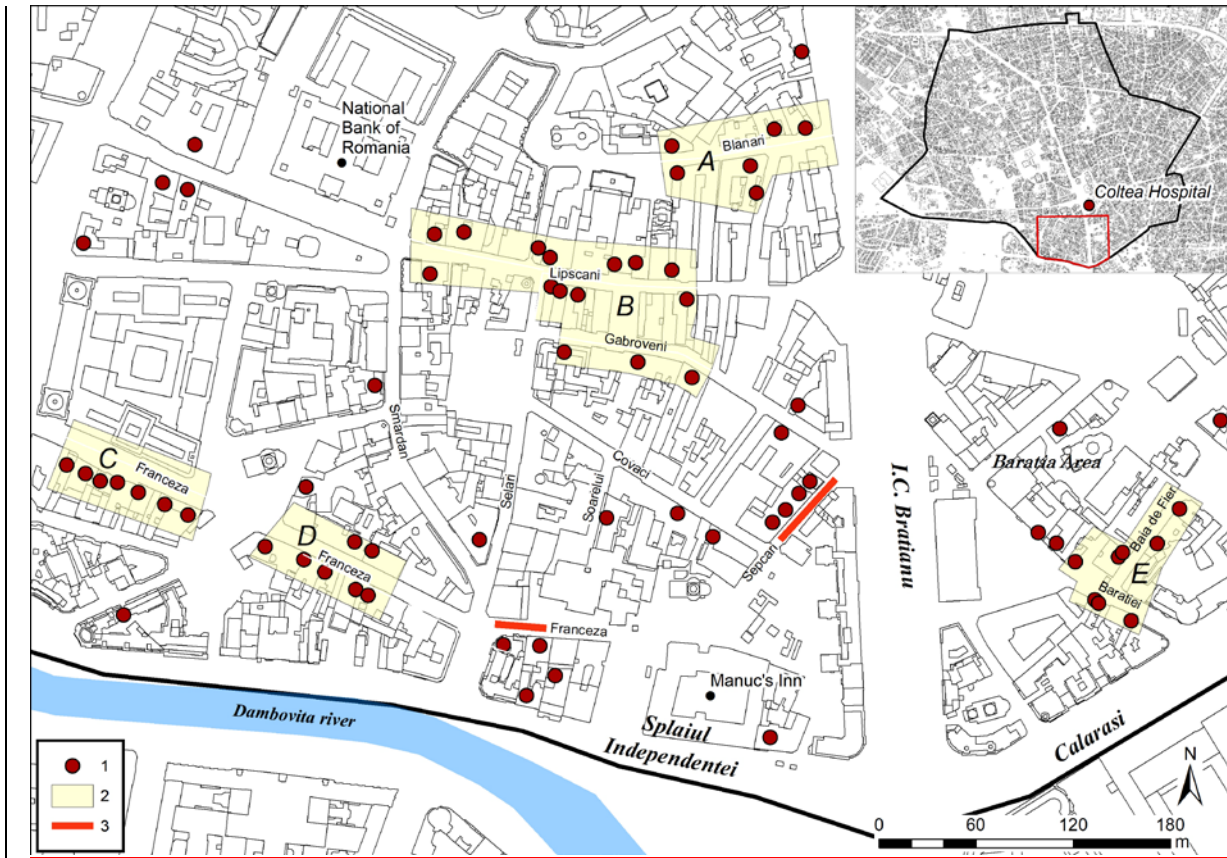 National
Bank of
Romania
A
Blanari
Coltea Hospital
Lipscani
B
Gabroveni
Smardan
Selari
Soarelui
Covaci
C
Franceza
D
Franceza
Sepcari
I.C. Bratianu
Baratia Area
Baia de Fier
E
Baratiei
Franceza
Manuc's Inn
Dambovita river
Splaiul
Independentei
Calarasi
1
2
3
N
0 60 120 180
m